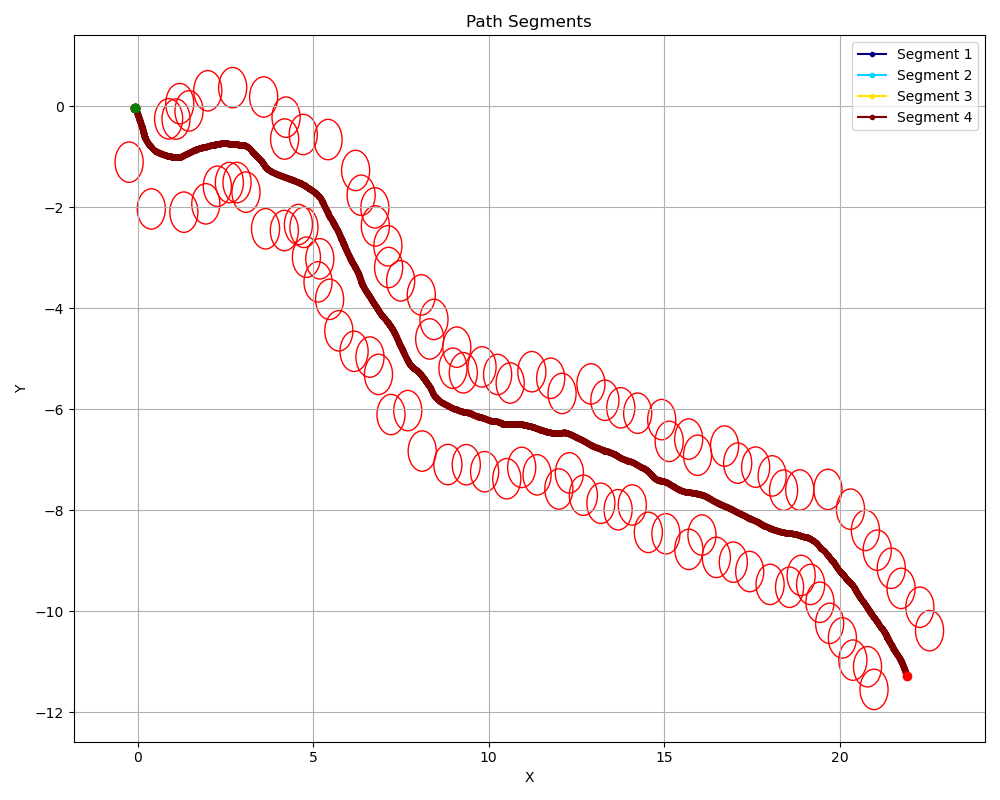 Path Segments
Segment 1
Segment 2
Segment 3
Segment 4
0
−2
−4
−6
−8
−10
−12
Y
0 5 10 15 20
X